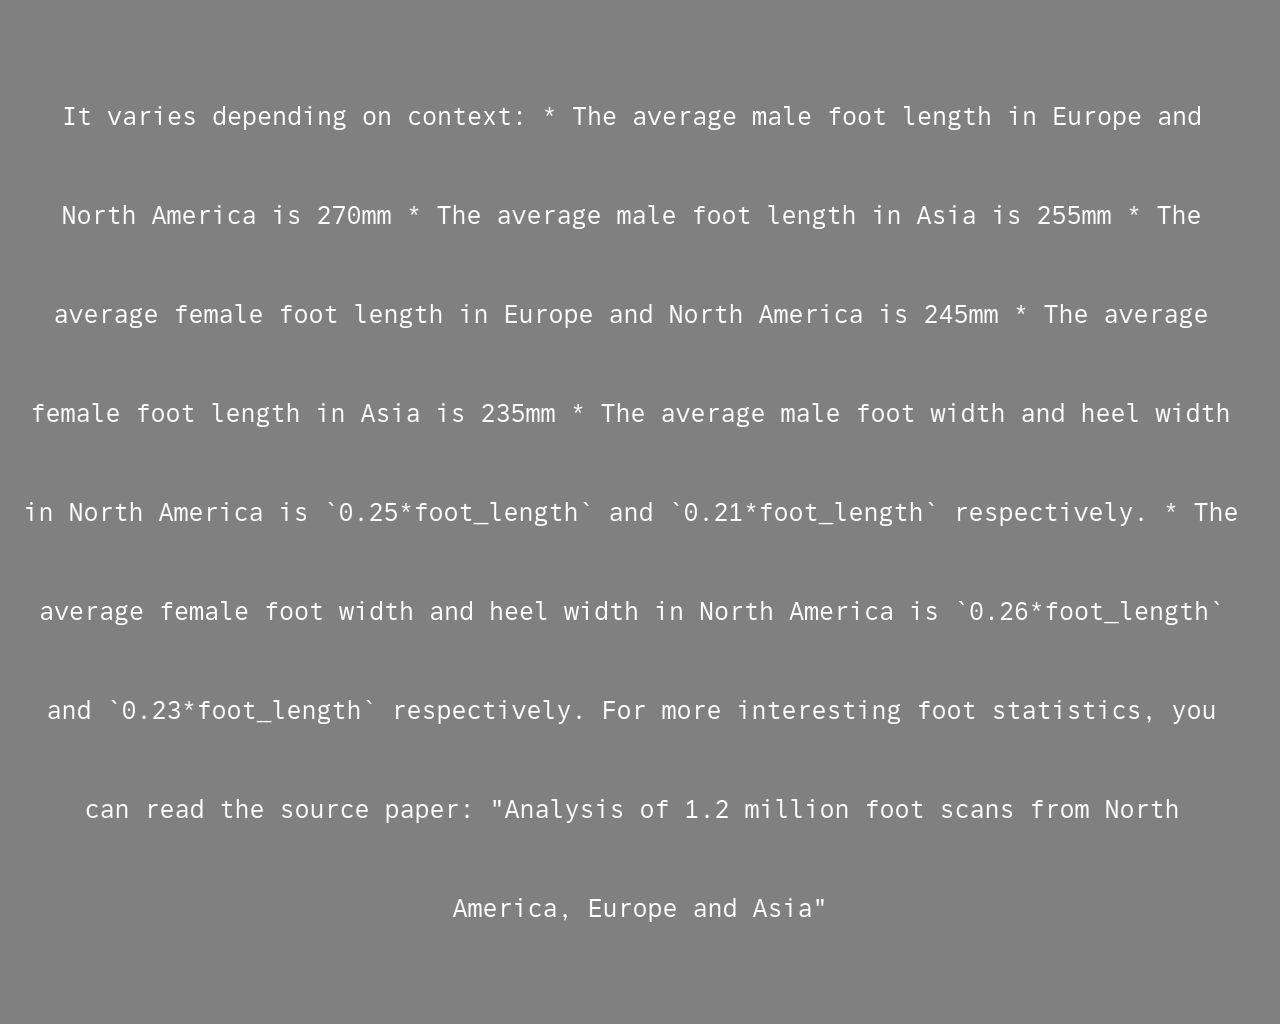 It varies depending on context: * The average male foot length in Europe and
North America is 270mm * The average male foot length in Asia is 255mm * The
average female foot length in Europe and North America is 245mm * The average
female foot length in Asia is 235mm * The average male foot width and heel width
in North America is `0.25*foot_length` and `0.21*foot_length` respectively. * The
average female foot width and heel width in North America is `0.26*foot_length`
and `0.23*foot_length` respectively. For more interesting foot statistics, you
can read the source paper: "Analysis of 1.2 million foot scans from North
America, Europe and Asia"